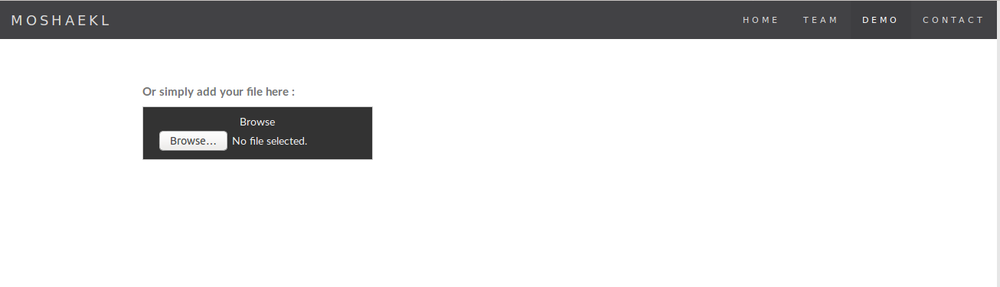 MOSHAEKL
HOME TEAM DEMO CONTACT
Or simply add your file here :
Browse
Browse... No file selected.